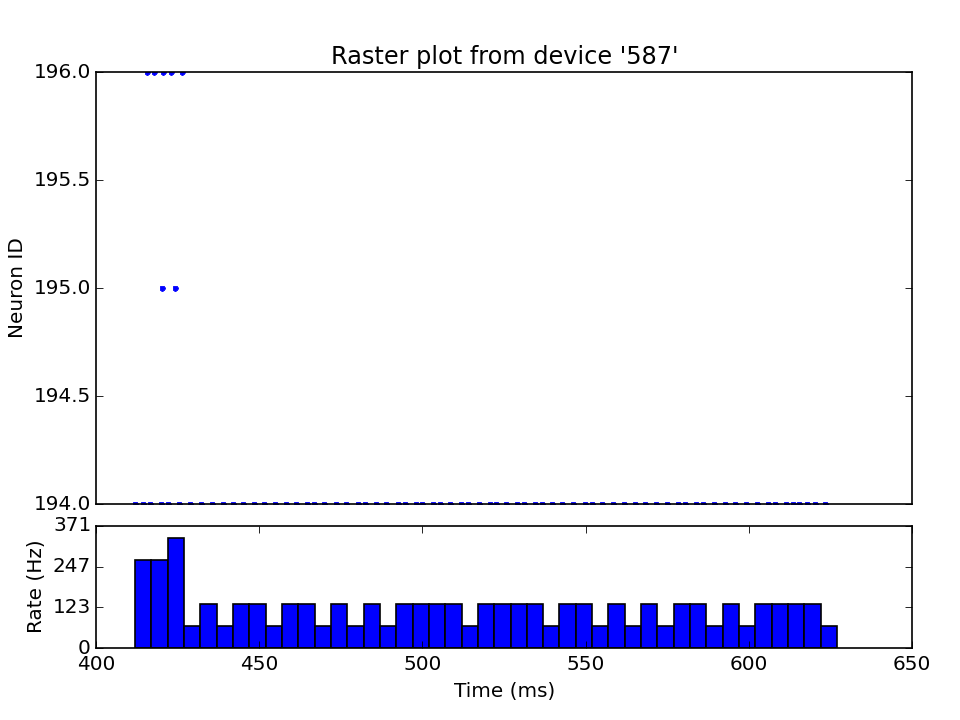 Raster plot from device '587'
196.0
195.5
195.0
194.5
194.0
Neuron ID
371
247
123
0
Rate (Hz)
400 450 500 550 600 650
Time (ms)